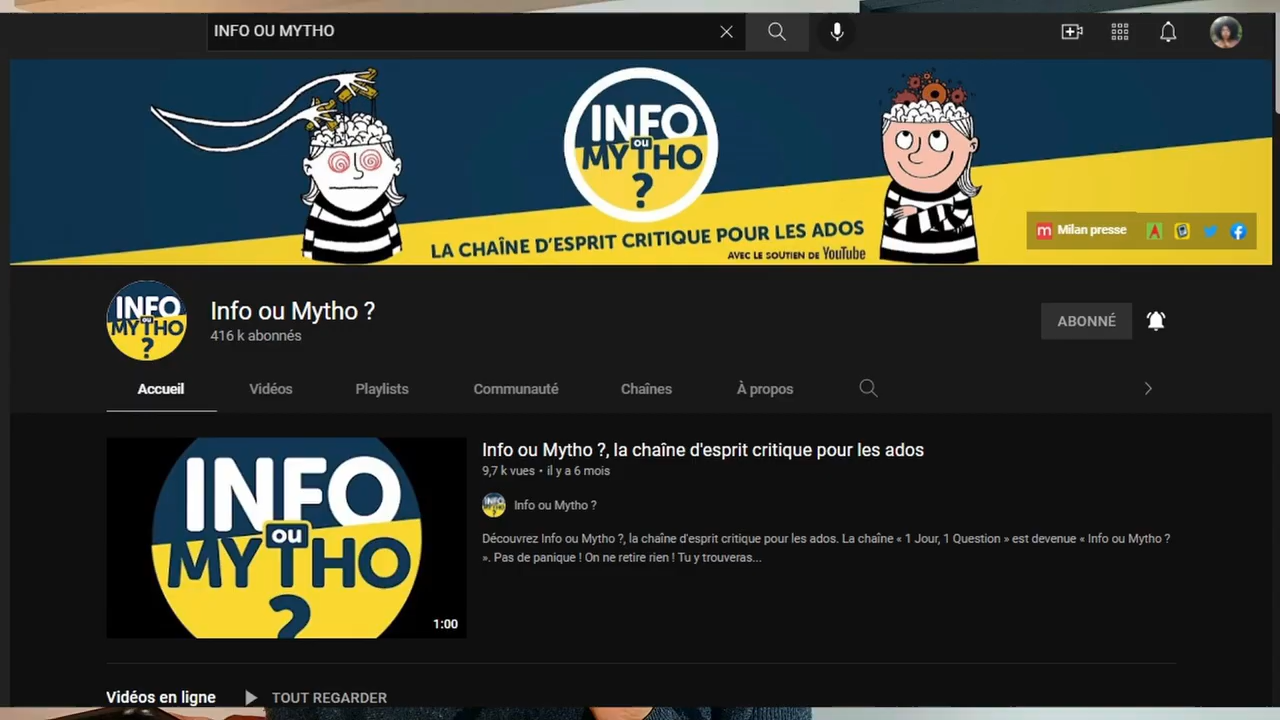 INFO OU MYTHO
INFO
OU
MYTHO
?
LA CHAÎNE D'ESPRIT CRITIQUE POUR LES ADOS
AVEC LE SOUTIEN DE YouTube
m Milan presse
INFO
OU
MYTHO
?
Info ou Mytho ?
416 k abonnés
ABONNÉ
Accueil Vidéos Playlists Communauté Chaînes À propos
INFO
OU
MYTHO
?
1:00
Info ou Mytho ?, la chaîne d'esprit critique pour les ados
9,7 k vues • il y a 6 mois
INFO
MYTHO
Info ou Mytho ?
Découvrez Info ou Mytho ?, la chaîne d'esprit critique pour les ados. La chaîne « 1 Jour, 1 Question » est devenue « Info ou Mytho ?
». Pas de panique ! On ne retire rien ! Tu y trouveras...
Vidéos en ligne TOUT REGARDER